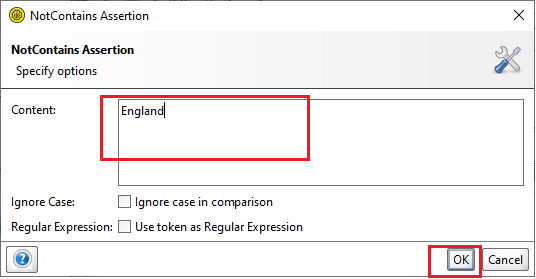 NotContains Assertion
NotContains Assertion
Specify options
Content:
England
Ignore Case:
Ignore case in comparison
Regular Expression:
Use token as Regular Expression
?
OK
Cancel